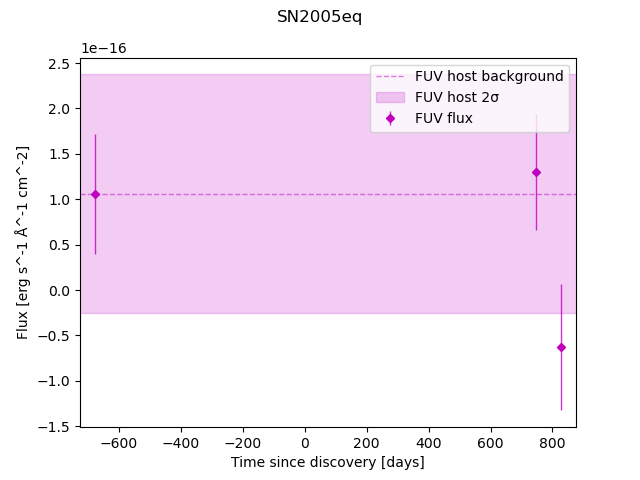 SN2005eq
1e−16
FUV host background
FUV host 2σ
FUV flux
2.5
2.0
1.5
1.0
0.5
0.0
−0.5
−1.0
−1.5
Flux [erg s^-1 Å^-1 cm^-2]
−600 −400 −200 0 200 400 600 800
Time since discovery [days]